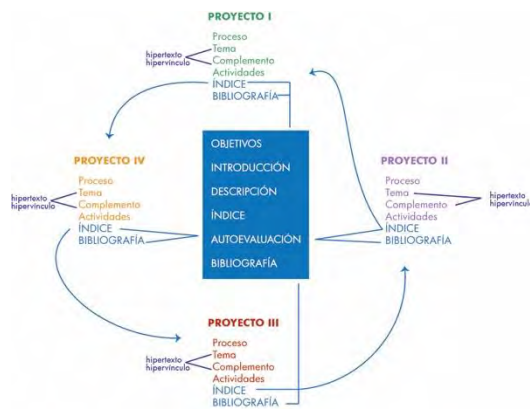 PROYECTO I
Proceso
Tema
Complemento
Actividades
ÍNDICE
BIBLIOGRAFÍA
hipertexto
hipervínculo
PROYECTO IV
Proceso
Tema
Complemento
Actividades
ÍNDICE
BIBLIOGRAFÍA
hipertexto
hipervínculo
OBJETIVOS
INTRODUCCIÓN
DESCRIPCIÓN
ÍNDICE
AUTOEVALUACIÓN
BIBLIOGRAFÍA
PROYECTO II
Proceso
Tema
Complemento
Actividades
ÍNDICE
BIBLIOGRAFÍA
hipertexto
hipervínculo
PROYECTO III
Proceso
Tema
Complemento
Actividades
ÍNDICE
BIBLIOGRAFÍA
hipertexto
hipervínculo